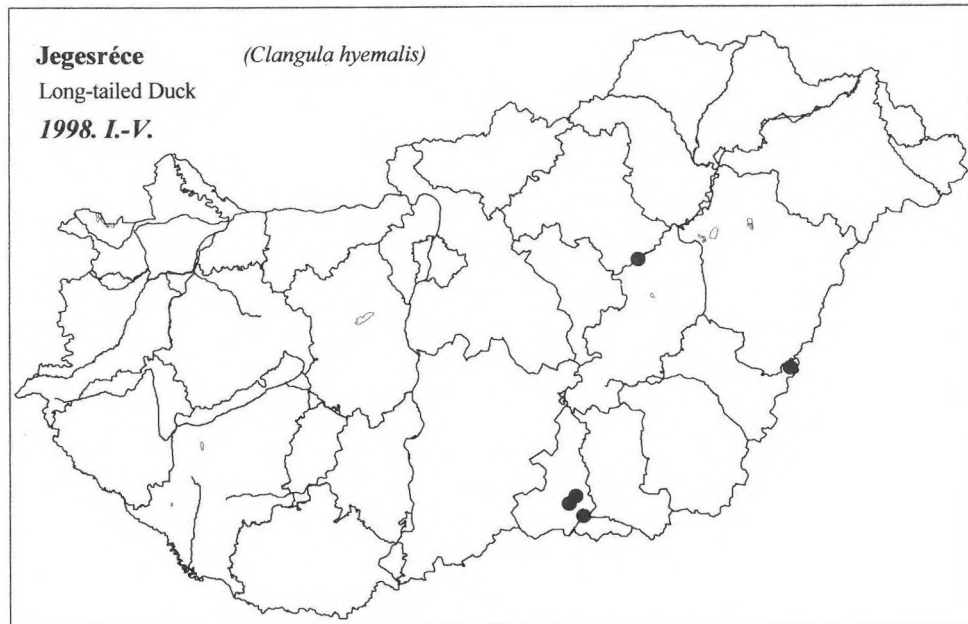 Jegesréce (Clangula hyemalis)
Long-tailed Duck
1998. I.-V.